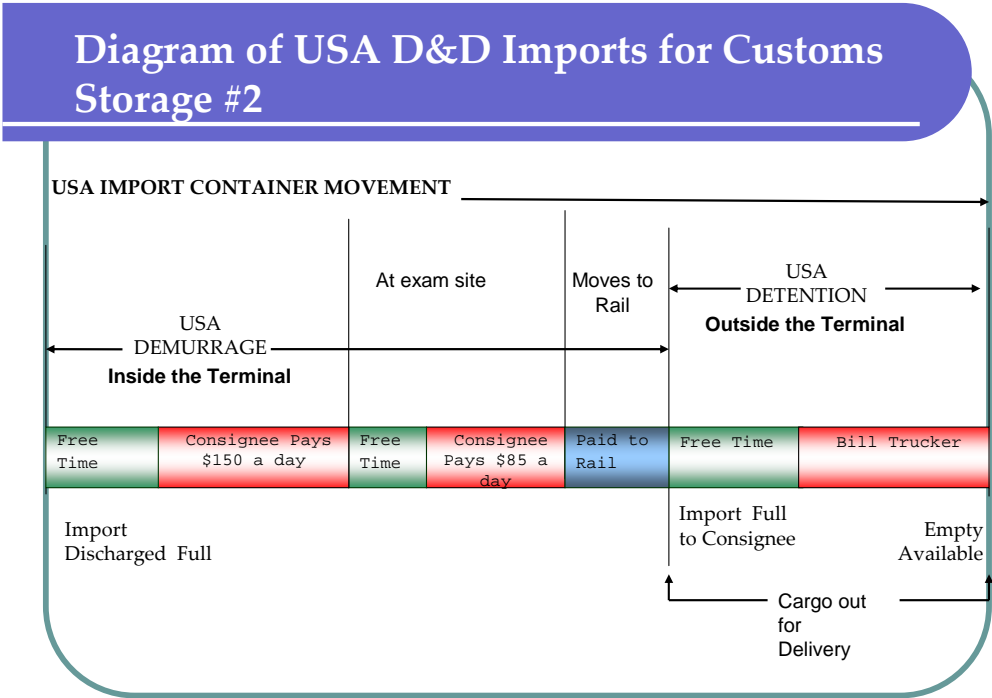 Diagram of USA D&D Imports for Customs
Storage #2
USA IMPORT CONTAINER MOVEMENT
At exam site
Moves to
Rail
USA
DETENTION
Outside the Terminal
USA
DEMURRAGE
Inside the Terminal
Free
Time
Consignee Pays
$150 a day
Free
Time
Consignee
Pays $85 a
day
Paid to
Rail
Free Time
Bill Trucker
Import
Discharged Full
Import Full
to Consignee
Empty
Available
Cargo out
for
Delivery